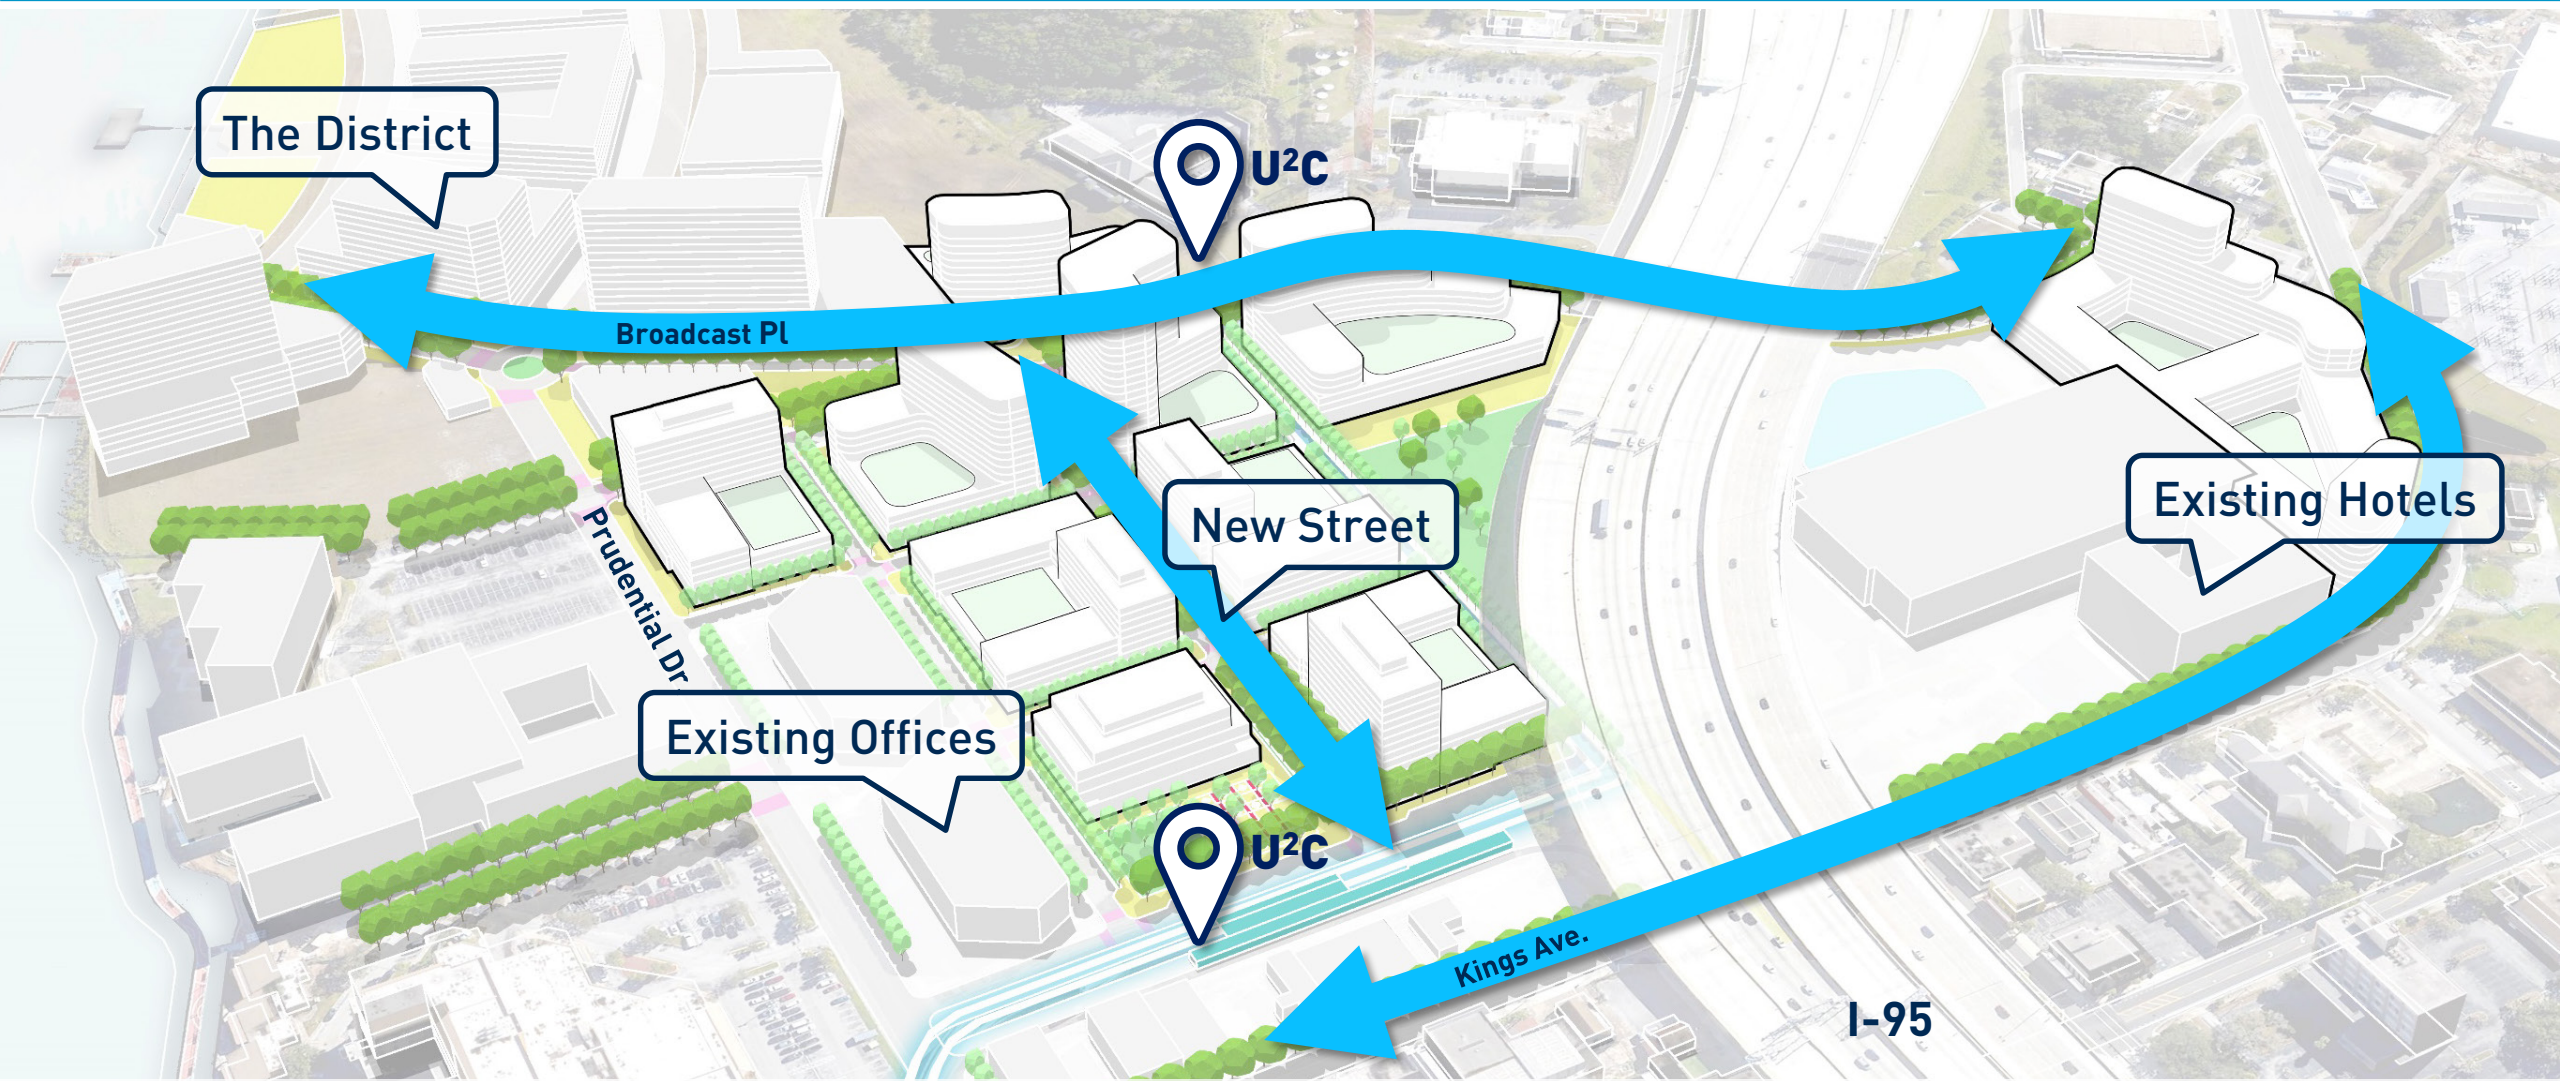 The District
U²C
Broadcast Pl
Existing Hotels
New Street
Prudential Dr.
Existing Offices
U²C
Kings Ave.
I-95